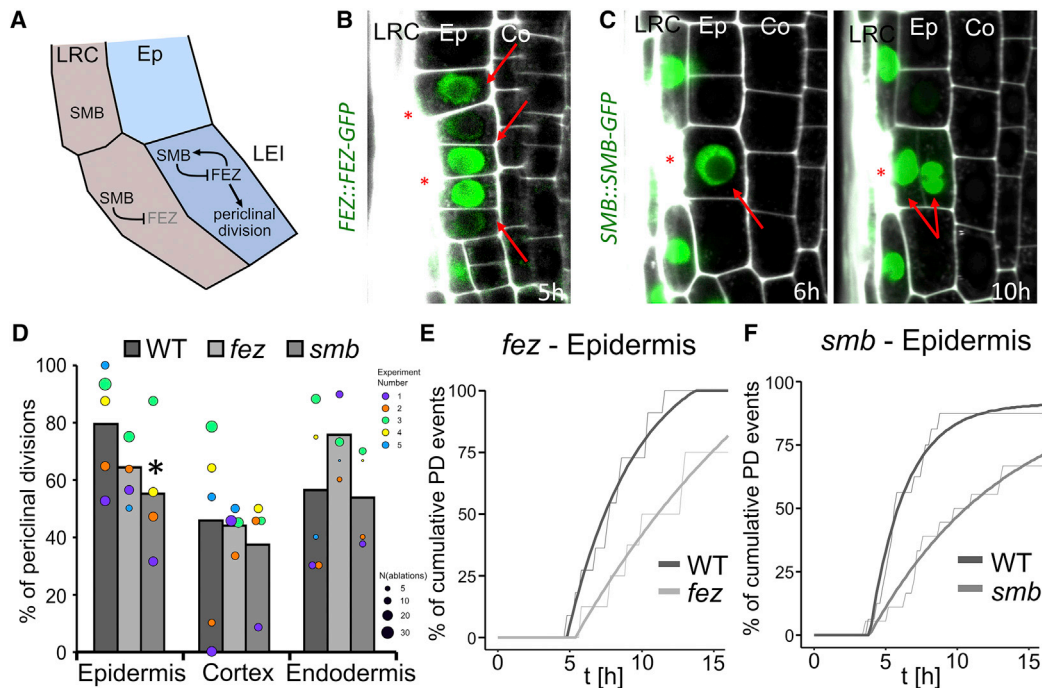 A
LRC
Ep
SMB
LEI
SMB
FEZ
SMB
FEZ
periclinal
division
B
LRC
Ep
Co
FEZ::FEZ-GFP
*
*
5h
C
LRC
Ep
Co
SMB::SMB-GFP
*
6h
LRC
Ep
Co
*
10h
D
WT fez smb
% of periclinal divisions
100
80
60
40
20
0
*
Epidermis
Cortex
Endodermis
Experiment
Number
1
2
3
4
5
N(ablations)
5
10
20
30
E
fez - Epidermis
% of cumulative PD events
100
75
50
25
0
WT
fez
0 5 10 15
t [h]
F
smb - Epidermis
% of cumulative PD events
100
75
50
25
0
WT
smb
0 5 10 15
t [h]